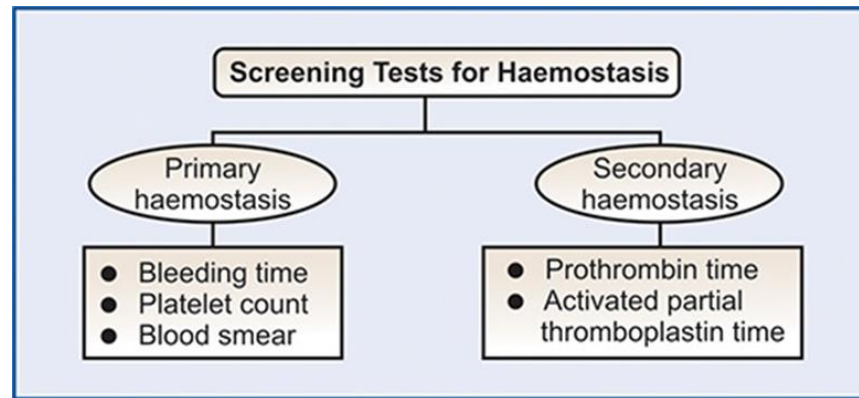 Screening Tests for Haemostasis
Primary
haemostasis
● Bleeding time
● Platelet count
● Blood smear
Secondary
haemostasis
● Prothrombin time
● Activated partial
thromboplastin time